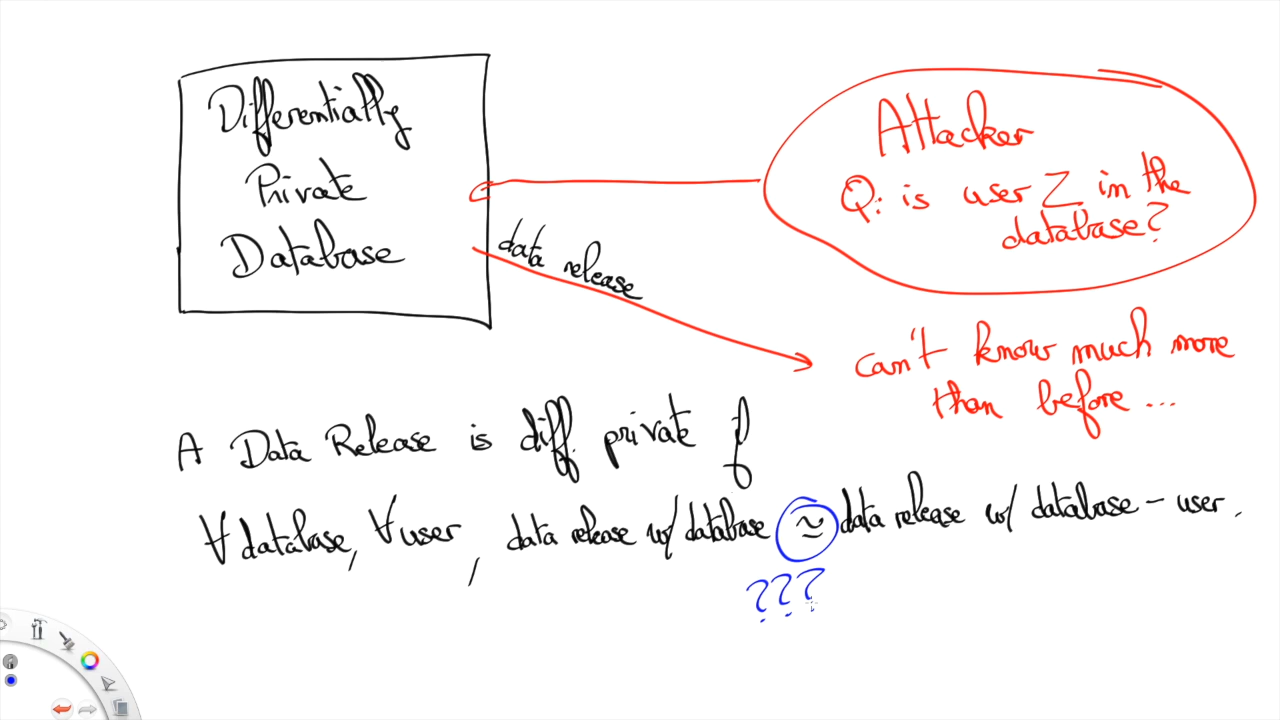 Differentially
Private
Database
Attacker
Q: is user Z in the
database?
data release
can't know much more
than before ...
A Data Release is diff. private if
∀ database, ∀ user, data release w/ database ≃ data release w/ database - user.
???